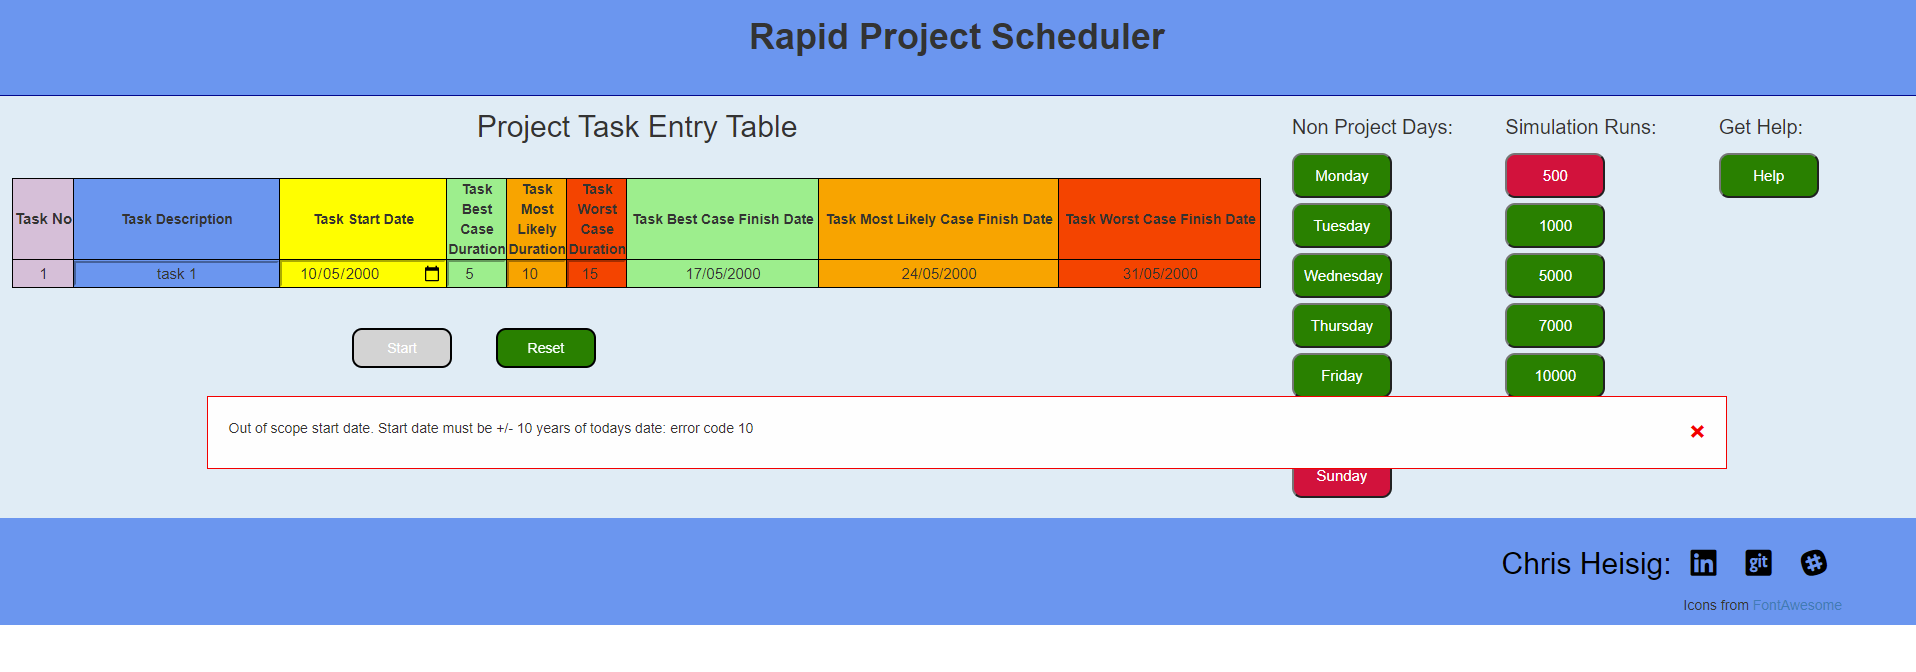 Rapid Project Scheduler
Project Task Entry Table
Non Project Days:
Simulation Runs:
Get Help:
Monday
500
Help
Tuesday
1000
Wednesday
5000
Thursday
7000
Friday
10000
Sunday
Task No
Task Description
Task Start Date
Task
Best
Case
Duration
Task
Most
Likely
Duration
Task
Worst
Case
Duration
Task Best Case Finish Date
Task Most Likely Case Finish Date
Task Worst Case Finish Date
1
task 1
10/05/2000
5
10
15
17/05/2000
24/05/2000
31/05/2000
Start
Reset
Out of scope start date. Start date must be +/- 10 years of todays date: error code 10
Chris Heisig:
in
git
Icons from FontAwesome